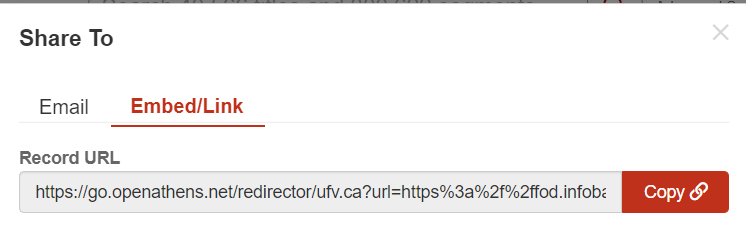 Share To
Email Embed/Link
Record URL
https://go.openathens.net/redirector/ufv.ca?url=https%3a%2f%2ffod.infoba
Copy